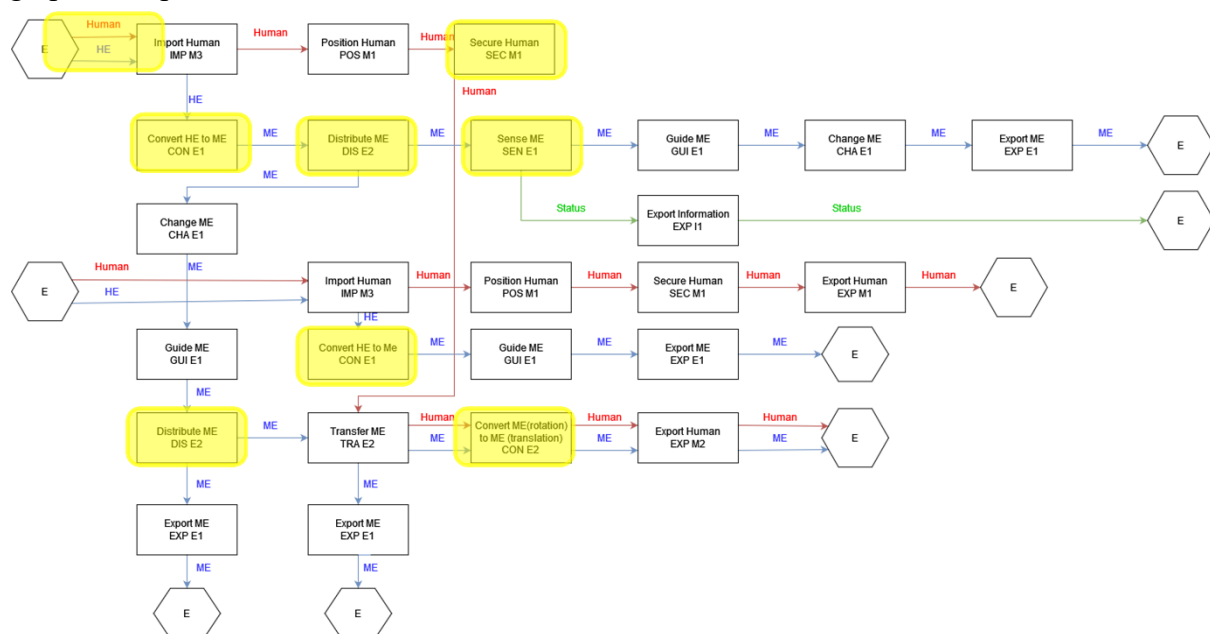 Human
Human
Human
E
HE
Import Human
IMP M3
Position Human
POS M1
Secure Human
SEC M1
HE
Human
Convert HE to ME
CON E1
ME
Distribute ME
DIS E2
ME
Sense ME
SEN E1
ME
Guide ME
GUI E1
ME
Change ME
CHA E1
ME
Export ME
EXP E1
ME
E
ME
Status
Status
Change ME
CHA E1
Export Information
EXP I1
E
ME
Human
E
HE
Import Human
IMP M3
Human
Position Human
POS M1
Human
Secure Human
SEC M1
Human
Export Human
EXP M1
Human
E
HE
Guide ME
GUI E1
Convert HE to Me
CON E1
ME
Guide ME
GUI E1
ME
Export ME
EXP E1
ME
E
ME
Distribute ME
DIS E2
ME
Transfer ME
TRA E2
Human
ME
Convert ME(rotation)
to ME (translation)
CON E2
Human
ME
Export Human
EXP M2
Human
ME
E
ME
ME
Export ME
EXP E1
Export ME
EXP E1
ME
ME
E
E